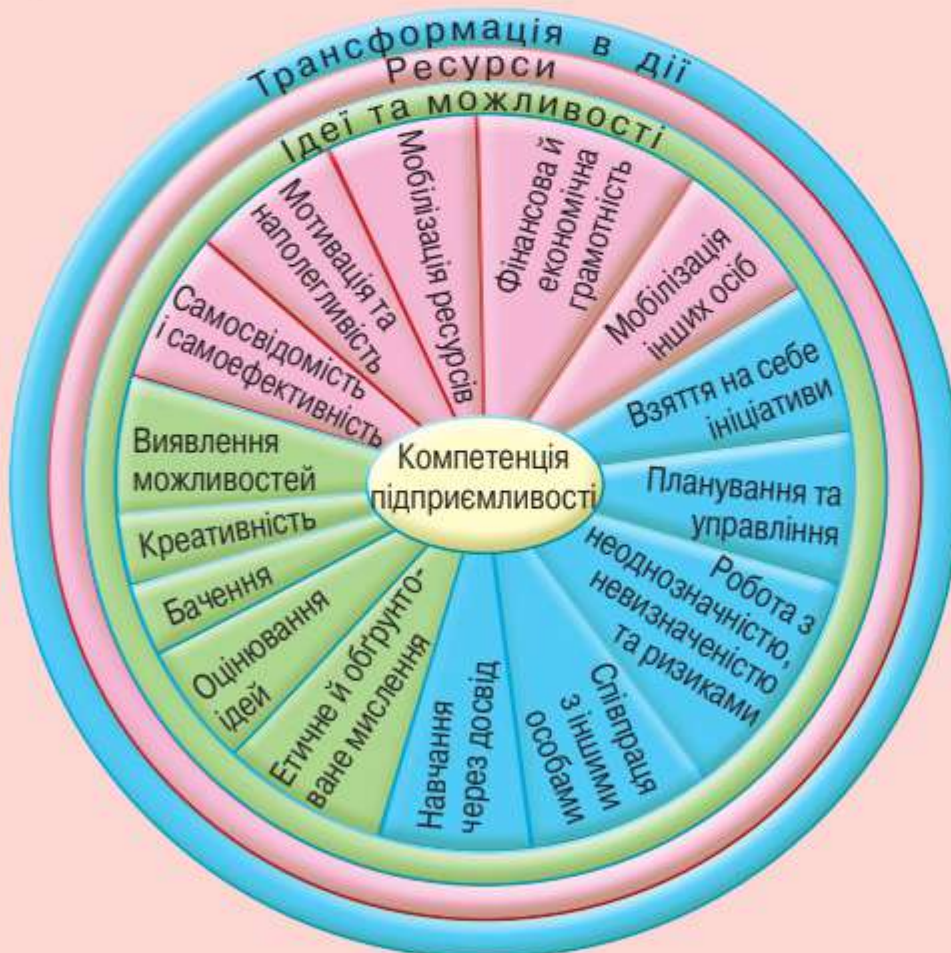 Трансформація в дії
Ресурси
Ідеї та можливості
Самосвідомість
і самоефективність
Мотивація та
наполегливість
Мобілізація ресурсів
Фінансова й
економічна
грамотність
Мобілізація
інших осіб
Взяття на себе
ініціативи
Планування та
управління
Робота з
неоднозначністю,
невизначеністю
та ризиками
Співпраця
з іншими
особами
Навчання
через досвід
Етичне й обґрунто-
ване мислення
Оцінювання
ідей
Бачення
Креативність
Виявлення
можливостей
Компетенція
підприємливості